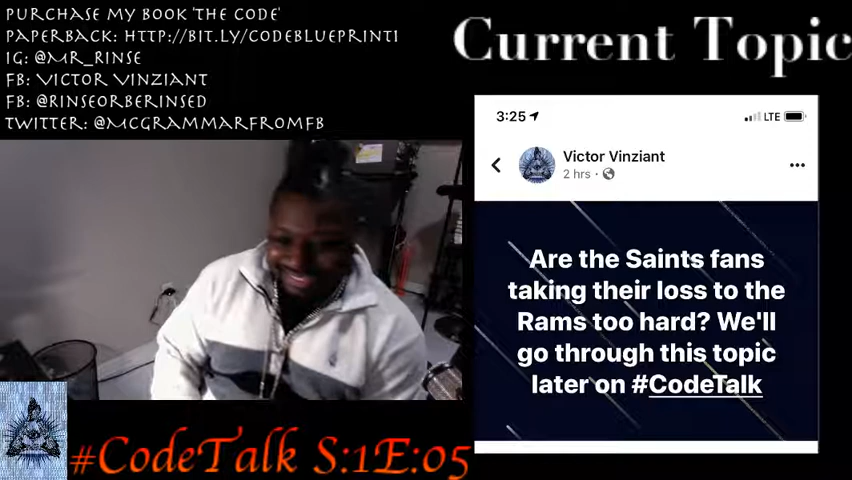 PURCHASE MY BOOK 'THE CODE'
PAPERBACK: HTTP://BIT.LY/CODEBLUEPRINT1
IG: @MR_RINSE
FB: VICTOR VINZIANT
FB: @RINSEORBERINSED
TWITTER: @MCGRAMMARFROMFB
Current Topic
3:25
LTE
Victor Vinziant
2 hrs ·
Are the Saints fans
taking their loss to the
Rams too hard? We'll
go through this topic
later on #CodeTalk
#CodeTalk S:1E:05